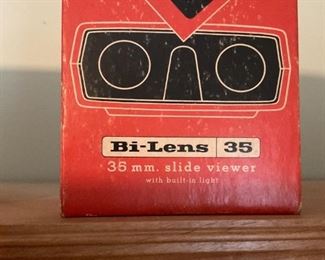 Bi-Lens 35
35 mm. slide viewer
with built-in light